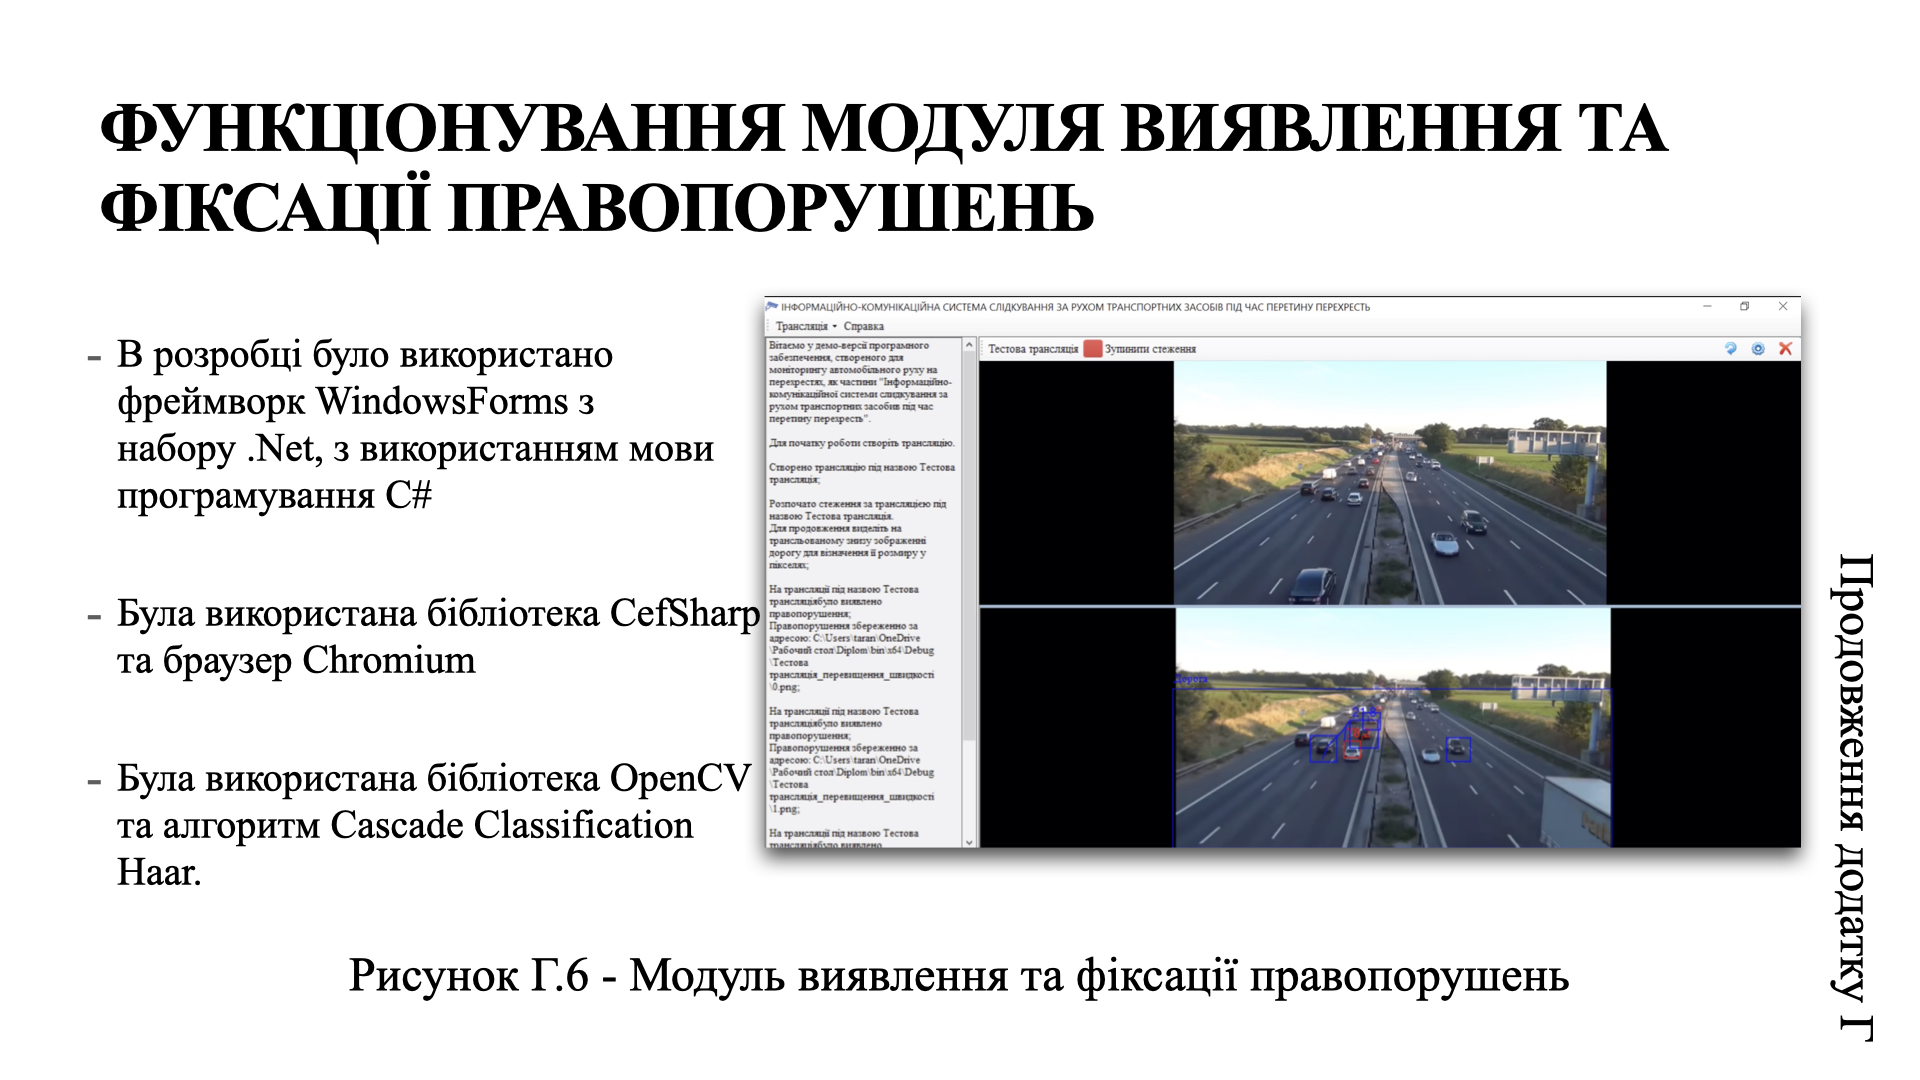 ФУНКЦІОНУВАННЯ МОДУЛЯ ВИЯВЛЕННЯ ТА
ФІКСАЦІЇ ПРАВОПОРУШЕНЬ
- В розробці було використано
фреймворк WindowsForms з
набору .Net, з використанням мови
програмування C#
- Була використана бібліотека CefSharp
та браузер Chromium
- Була використана бібліотека OpenCV
та алгоритм Cascade Classification
Haar.
ІНФОРМАЦІЙНО-КОМУНІКАЦІЙНА СИСТЕМА СЛІДКУВАННЯ ЗА РУХОМ ТРАНСПОРТНИХ ЗАСОБІВ ПІД ЧАС ПЕРЕТИНУ ПЕРЕХРЕСТЬ
Трансляція Справка
Вітаємо у демо-версії програмного
забезпечення, створеного для
моніторингу автомобільного руху на
перехрестях, як частини "Інформаційно-
комунікаційної системи слидкування за
рухом транспортних засобив під час
перетину перехресть".
Для початку роботи створіть трансляцію.
Створено трансляцію під назвою Тестова
трансляція;
Розпочато стеження за трансляцією під
назвою Тестова трансляція.
Для продовження виделіть на
трансльованому знизу зображенні
дорогу для візначення її розмиру у
пікселях;
На трансляції під назвою Тестова
трансляціябуло виявлено
правопорушення;
Правопорушення збереженно за
адресою: C:\Users\taran\OneDrive
\Рабочий стол\Diplom\bin\x64\Debug
\Тестова
трансляція_перевищення_швидкості
\0.png;
На трансляції під назвою Тестова
трансляціябуло виявлено
правопорушення;
Правопорушення збереженно за
адресою: C:\Users\taran\OneDrive
\Рабочий стол\Diplom\bin\x64\Debug
\Тестова
трансляція_перевищення_швидкості
\1.png;
На трансляції під назвою Тестова
трансляціябуло виявлено
Тестова трансляція Зупинити стеження
Дорога
Рисунок Г.6 - Модуль виявлення та фіксації правопорушень
Продовження додатку Г